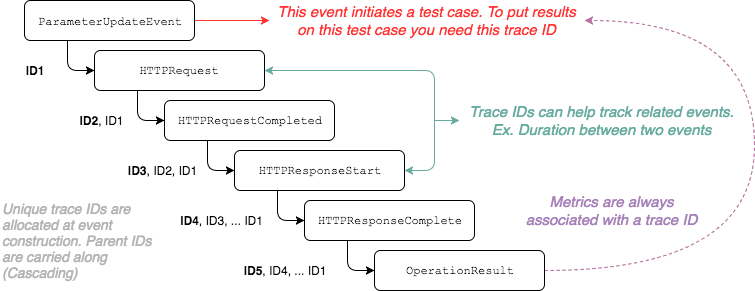 ParameterUpdateEvent
This event initiates a test case. To put results
on this test case you need this trace ID
ID1
HTTPRequest
ID2, ID1
HTTPRequestCompleted
Trace IDs can help track related events.
Ex. Duration between two events
ID3, ID2, ID1
HTTPResponseStart
Unique trace IDs are
allocated at event
construction. Parent IDs
are carried along
(Cascading)
ID4, ID3, ... ID1
HTTPResponseComplete
Metrics are always
associated with a trace ID
ID5, ID4, ... ID1
OperationResult